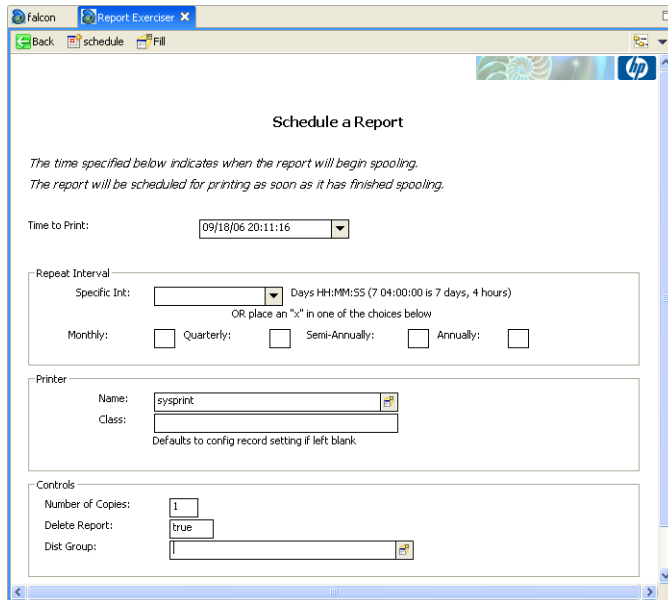 falcon Report Exerciser
Back schedule Fill
hp
Schedule a Report
The time specified below indicates when the report will begin spooling.
The report will be scheduled for printing as soon as it has finished spooling.
Time to Print: 09/18/06 20:11:16
Repeat Interval
Specific Int: Days HH:MM:SS (7 04:00:00 is 7 days, 4 hours)
OR place an "x" in one of the choices below
Monthly: Quarterly: Semi-Annually: Annually:
Printer
Name: sysprint
Class:
Defaults to config record setting if left blank
Controls
Number of Copies: 1
Delete Report: true
Dist Group: